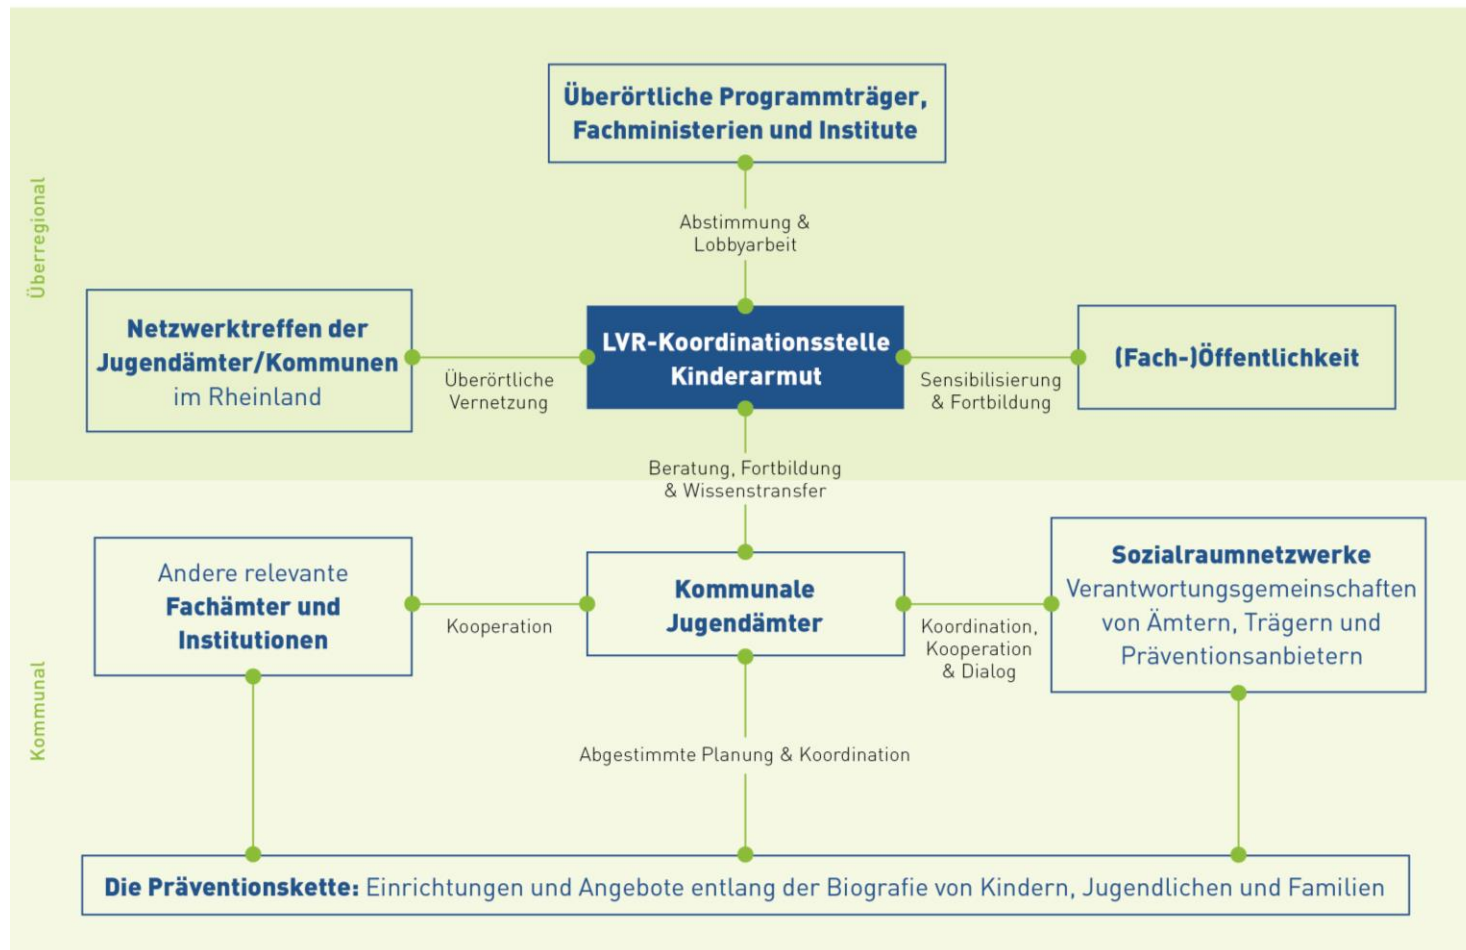 Überörtliche Programmträger,
Fachministerien und Institute
Überregional
Abstimmung &
Lobbyarbeit
Netzwerktreffen der
Jugendämter/Kommunen
im Rheinland
Überörtliche
Vernetzung
LVR-Koordinationsstelle
Kinderarmut
Sensibilisierung
& Fortbildung
(Fach-)Öffentlichkeit
Beratung, Fortbildung
& Wissenstransfer
Kommunal
Andere relevante
Fachämter und
Institutionen
Kooperation
Kommunale
Jugendämter
Koordination,
Kooperation
& Dialog
Sozialraumnetzwerke
Verantwortungsgemeinschaften
von Ämtern, Trägern und
Präventionsanbietern
Abgestimmte Planung & Koordination
Die Präventionskette: Einrichtungen und Angebote entlang der Biografie von Kindern, Jugendlichen und Familien